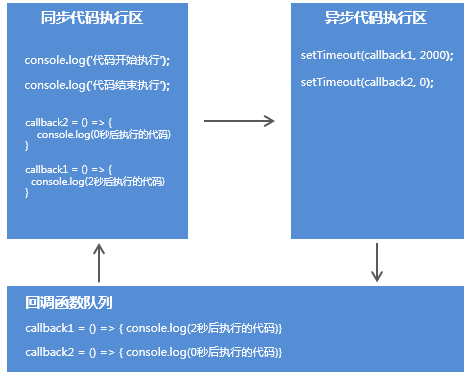 同步代码执行区
console.log('代码开始执行');
console.log('代码结束执行');
callback2 = () => {
console.log(0秒后执行的代码)
}
callback1 = () => {
console.log(2秒后执行的代码)
}
异步代码执行区
setTimeout(callback1, 2000);
setTimeout(callback2, 0);
回调函数队列
callback1 = () => { console.log(2秒后执行的代码)}
callback2 = () => { console.log(0秒后执行的代码)}